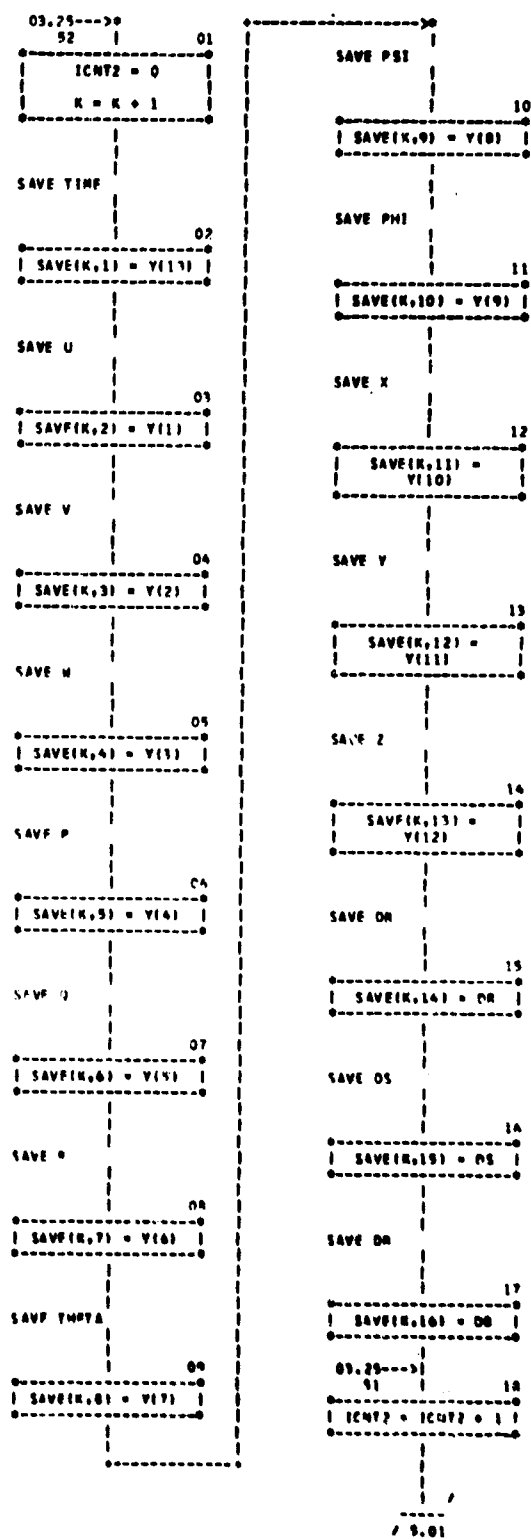 03.25--->
52
01
ICNT2 = 0
K = K + 1
SAVE TIME
02
SAVE(K,1) = Y(13)
SAVE U
03
SAVE(K,2) = Y(1)
SAVE V
04
SAVE(K,3) = Y(2)
SAVE W
05
SAVE(K,4) = Y(3)
SAVE P
06
SAVE(K,5) = Y(4)
SAVE Q
07
SAVE(K,6) = Y(5)
SAVE R
08
SAVE(K,7) = Y(6)
SAVE THETA
09
SAVE(K,8) = Y(7)
SAVE PSI
10
SAVE(K,9) = Y(8)
SAVE PHI
11
SAVE(K,10) = Y(9)
SAVE X
12
SAVE(K,11) =
Y(10)
SAVE Y
13
SAVE(K,12) =
Y(11)
SAVE Z
14
SAVE(K,13) =
Y(12)
SAVE DR
15
SAVE(K,14) = DR
SAVE DS
16
SAVE(K,15) = DS
SAVE
17
SAVE(K,16) = DB
03.25--->
51
18
ICNT2 = ICNT2 + 1
/
/ 5.01